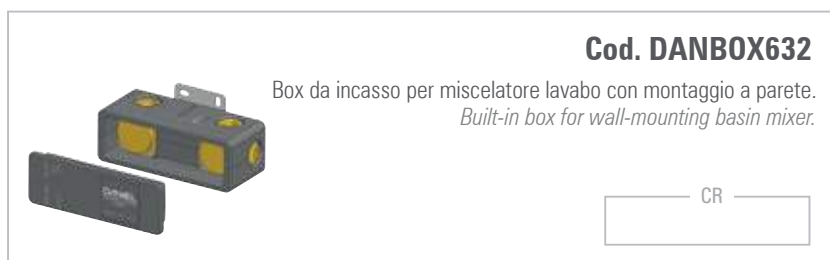 Cod. DANBOX632
Box da incasso per miscelatore lavabo con montaggio a parete.
Built-in box for wall-mounting basin mixer.
CR